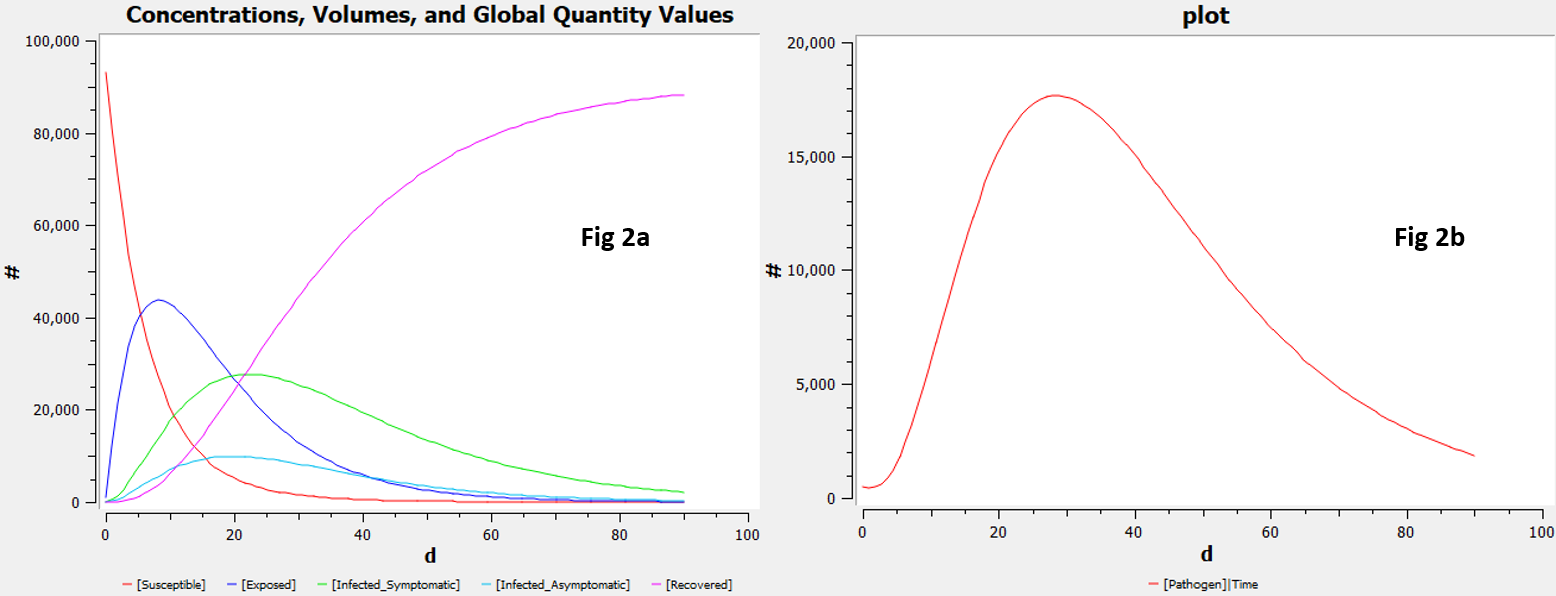 Concentrations, Volumes, and Global Quantity Values
100,000
80,000
60,000
40,000
20,000
0
#
Fig 2a
0 20 40 60 80 100
d
[Susceptible] [Exposed] [Infected_Symptomatic] [Infected_Asymptomatic] [Recovered]
plot
20,000
15,000
10,000
5,000
0
#
Fig 2b
0 20 40 60 80 100
d
[Pathogen]|Time